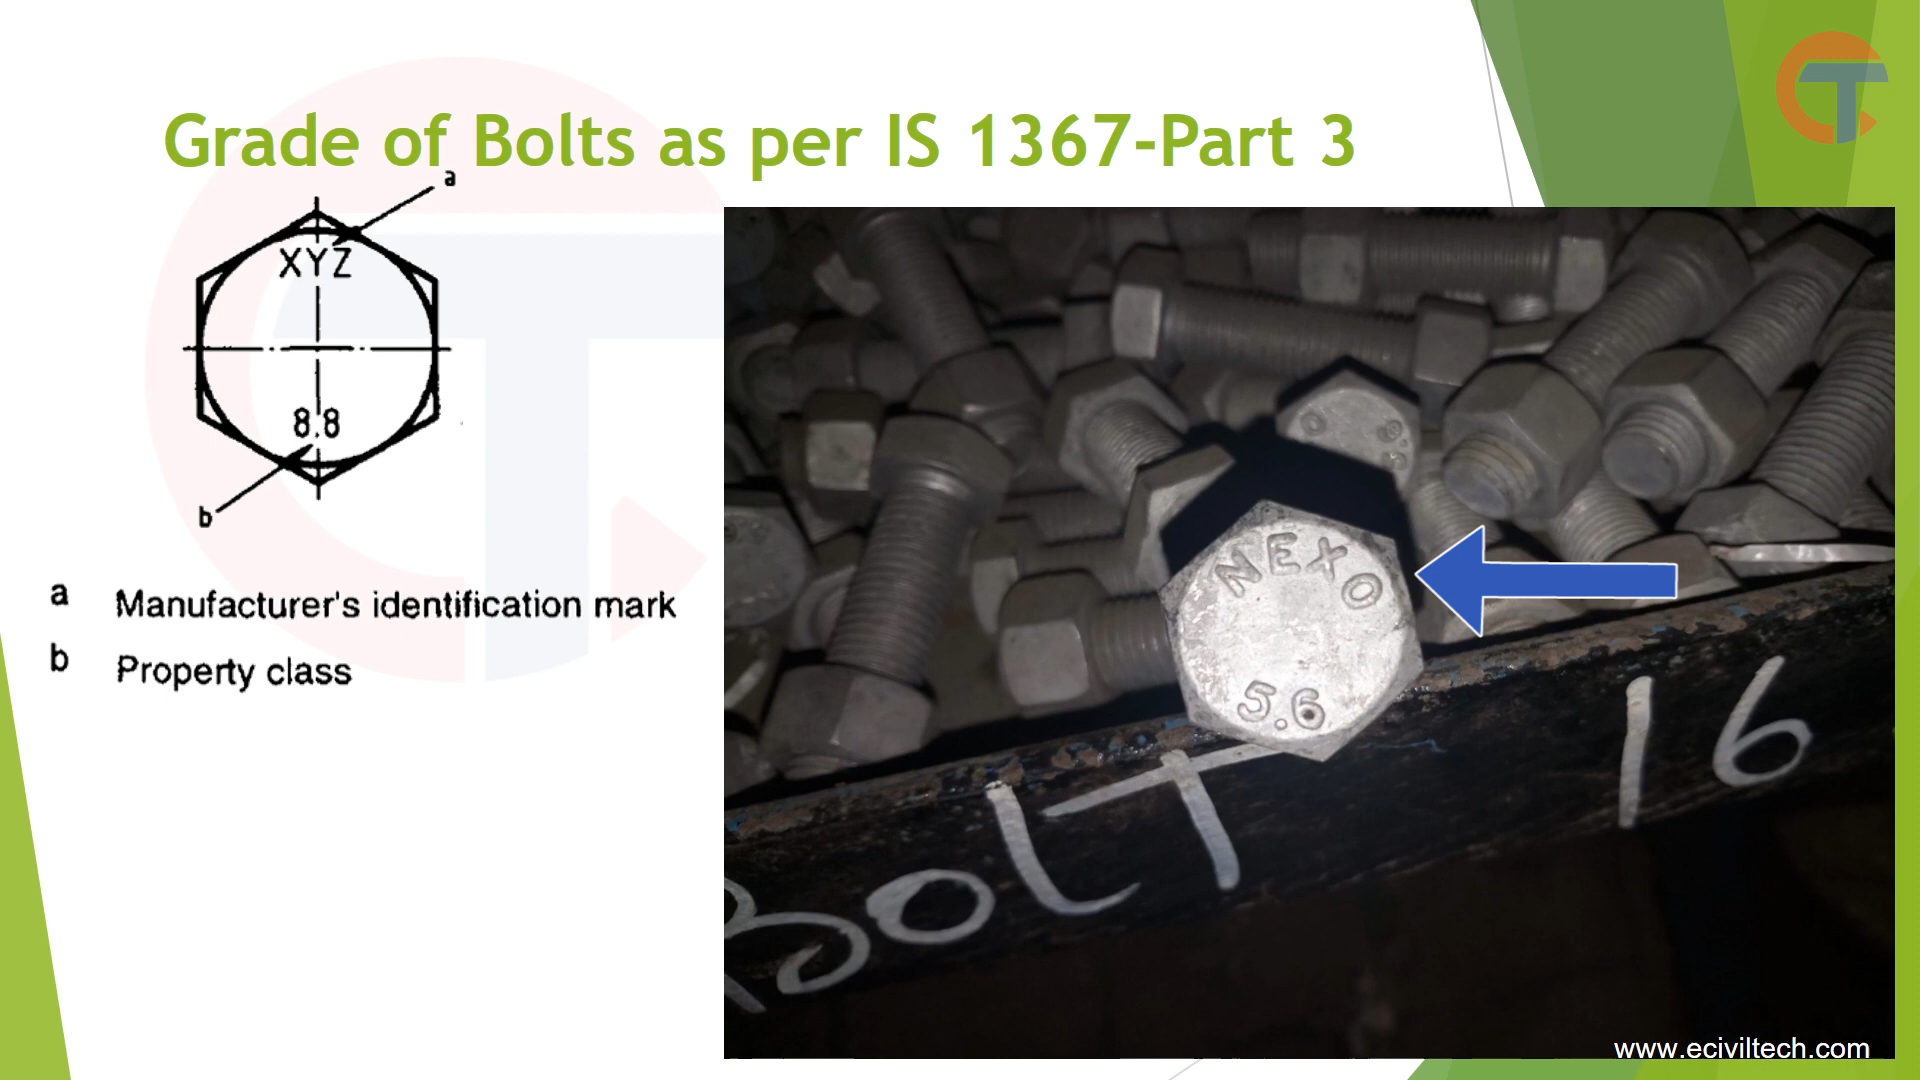 Grade of Bolts as per IS 1367-Part 3
a
XYZ
8.8
b
a Manufacturer's identification mark
b Property class
NEXO
5.6
BOLT 16
www.eciviltech.com